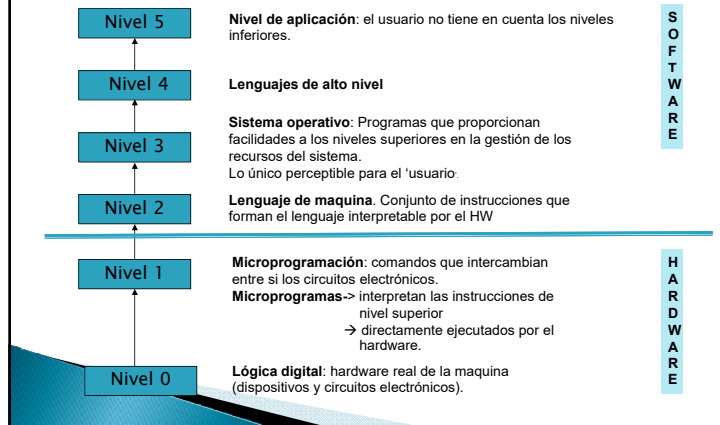 Nivel 5
Nivel de aplicación: el usuario no tiene en cuenta los niveles
inferiores.
Nivel 4
Lenguajes de alto nivel
Nivel 3
Sistema operativo: Programas que proporcionan
facilidades a los niveles superiores en la gestión de los
recursos del sistema.
Lo único perceptible para el 'usuario'.
Nivel 2
Lenguaje de maquina. Conjunto de instrucciones que
forman el lenguaje interpretable por el HW
SOFTWARE
Nivel 1
Microprogramación: comandos que intercambian
entre si los circuitos electrónicos.
Microprogramas-> interpretan las instrucciones de
nivel superior
→ directamente ejecutados por el
hardware.
Nivel 0
Lógica digital: hardware real de la maquina
(dispositivos y circuitos electrónicos).
HARDWARE